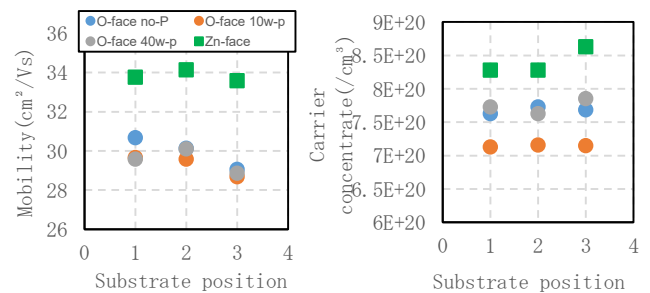 O-face no-P
O-face 10w-p
O-face 40w-p
Zn-face
36
34
32
30
28
26
0
1
2
3
4
Mobility(cm²/Vs)
Substrate position
9E+20
8.5E+20
8E+20
7.5E+20
7E+20
6.5E+20
6E+20
0
1
2
3
4
Carrier
concentrate(/cm³)
Substrate position